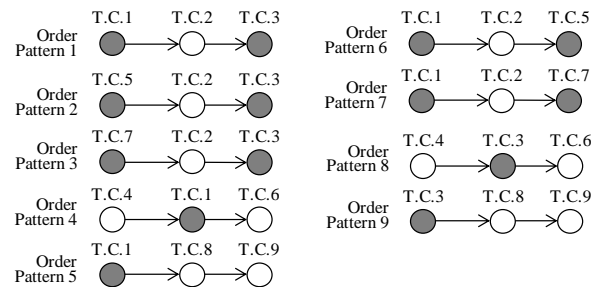 T.C.1 T.C.2 T.C.3
Order
Pattern 1
T.C.5 T.C.2 T.C.3
Order
Pattern 2
T.C.7 T.C.2 T.C.3
Order
Pattern 3
T.C.4 T.C.1 T.C.6
Order
Pattern 4
T.C.1 T.C.8 T.C.9
Order
Pattern 5
T.C.1 T.C.2 T.C.5
Order
Pattern 6
T.C.1 T.C.2 T.C.7
Order
Pattern 7
T.C.4 T.C.3 T.C.6
Order
Pattern 8
T.C.3 T.C.8 T.C.9
Order
Pattern 9